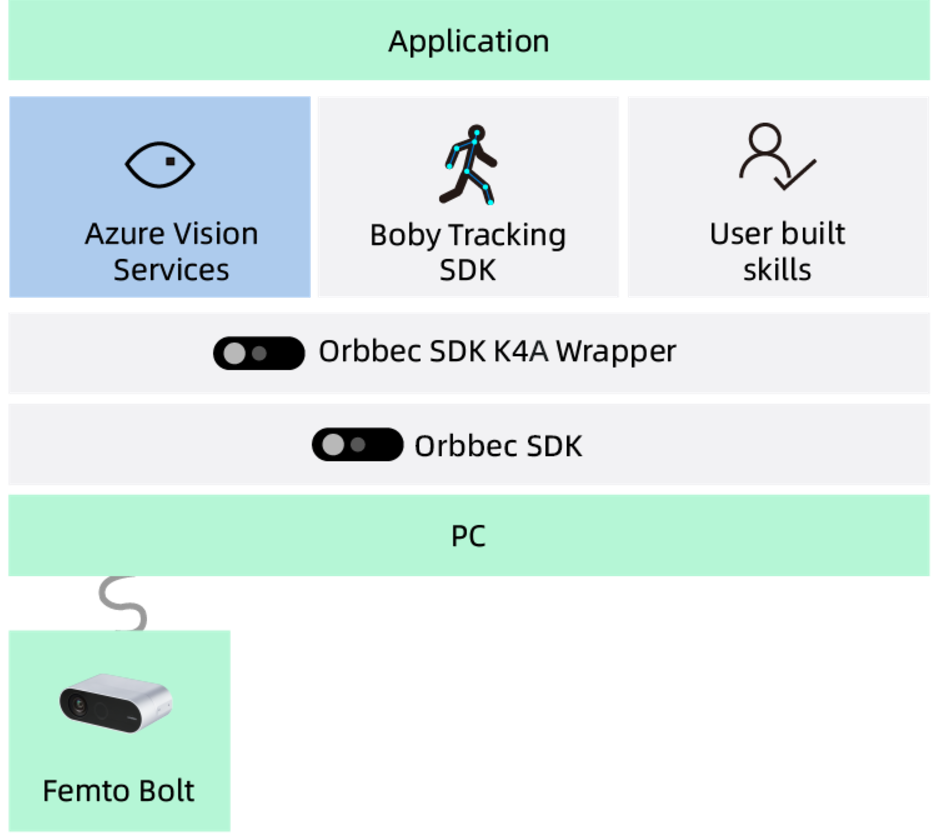 Application
Azure Vision
Services
Boby Tracking
SDK
User built
skills
Orbbec SDK K4A Wrapper
Orbbec SDK
PC
Femto Bolt